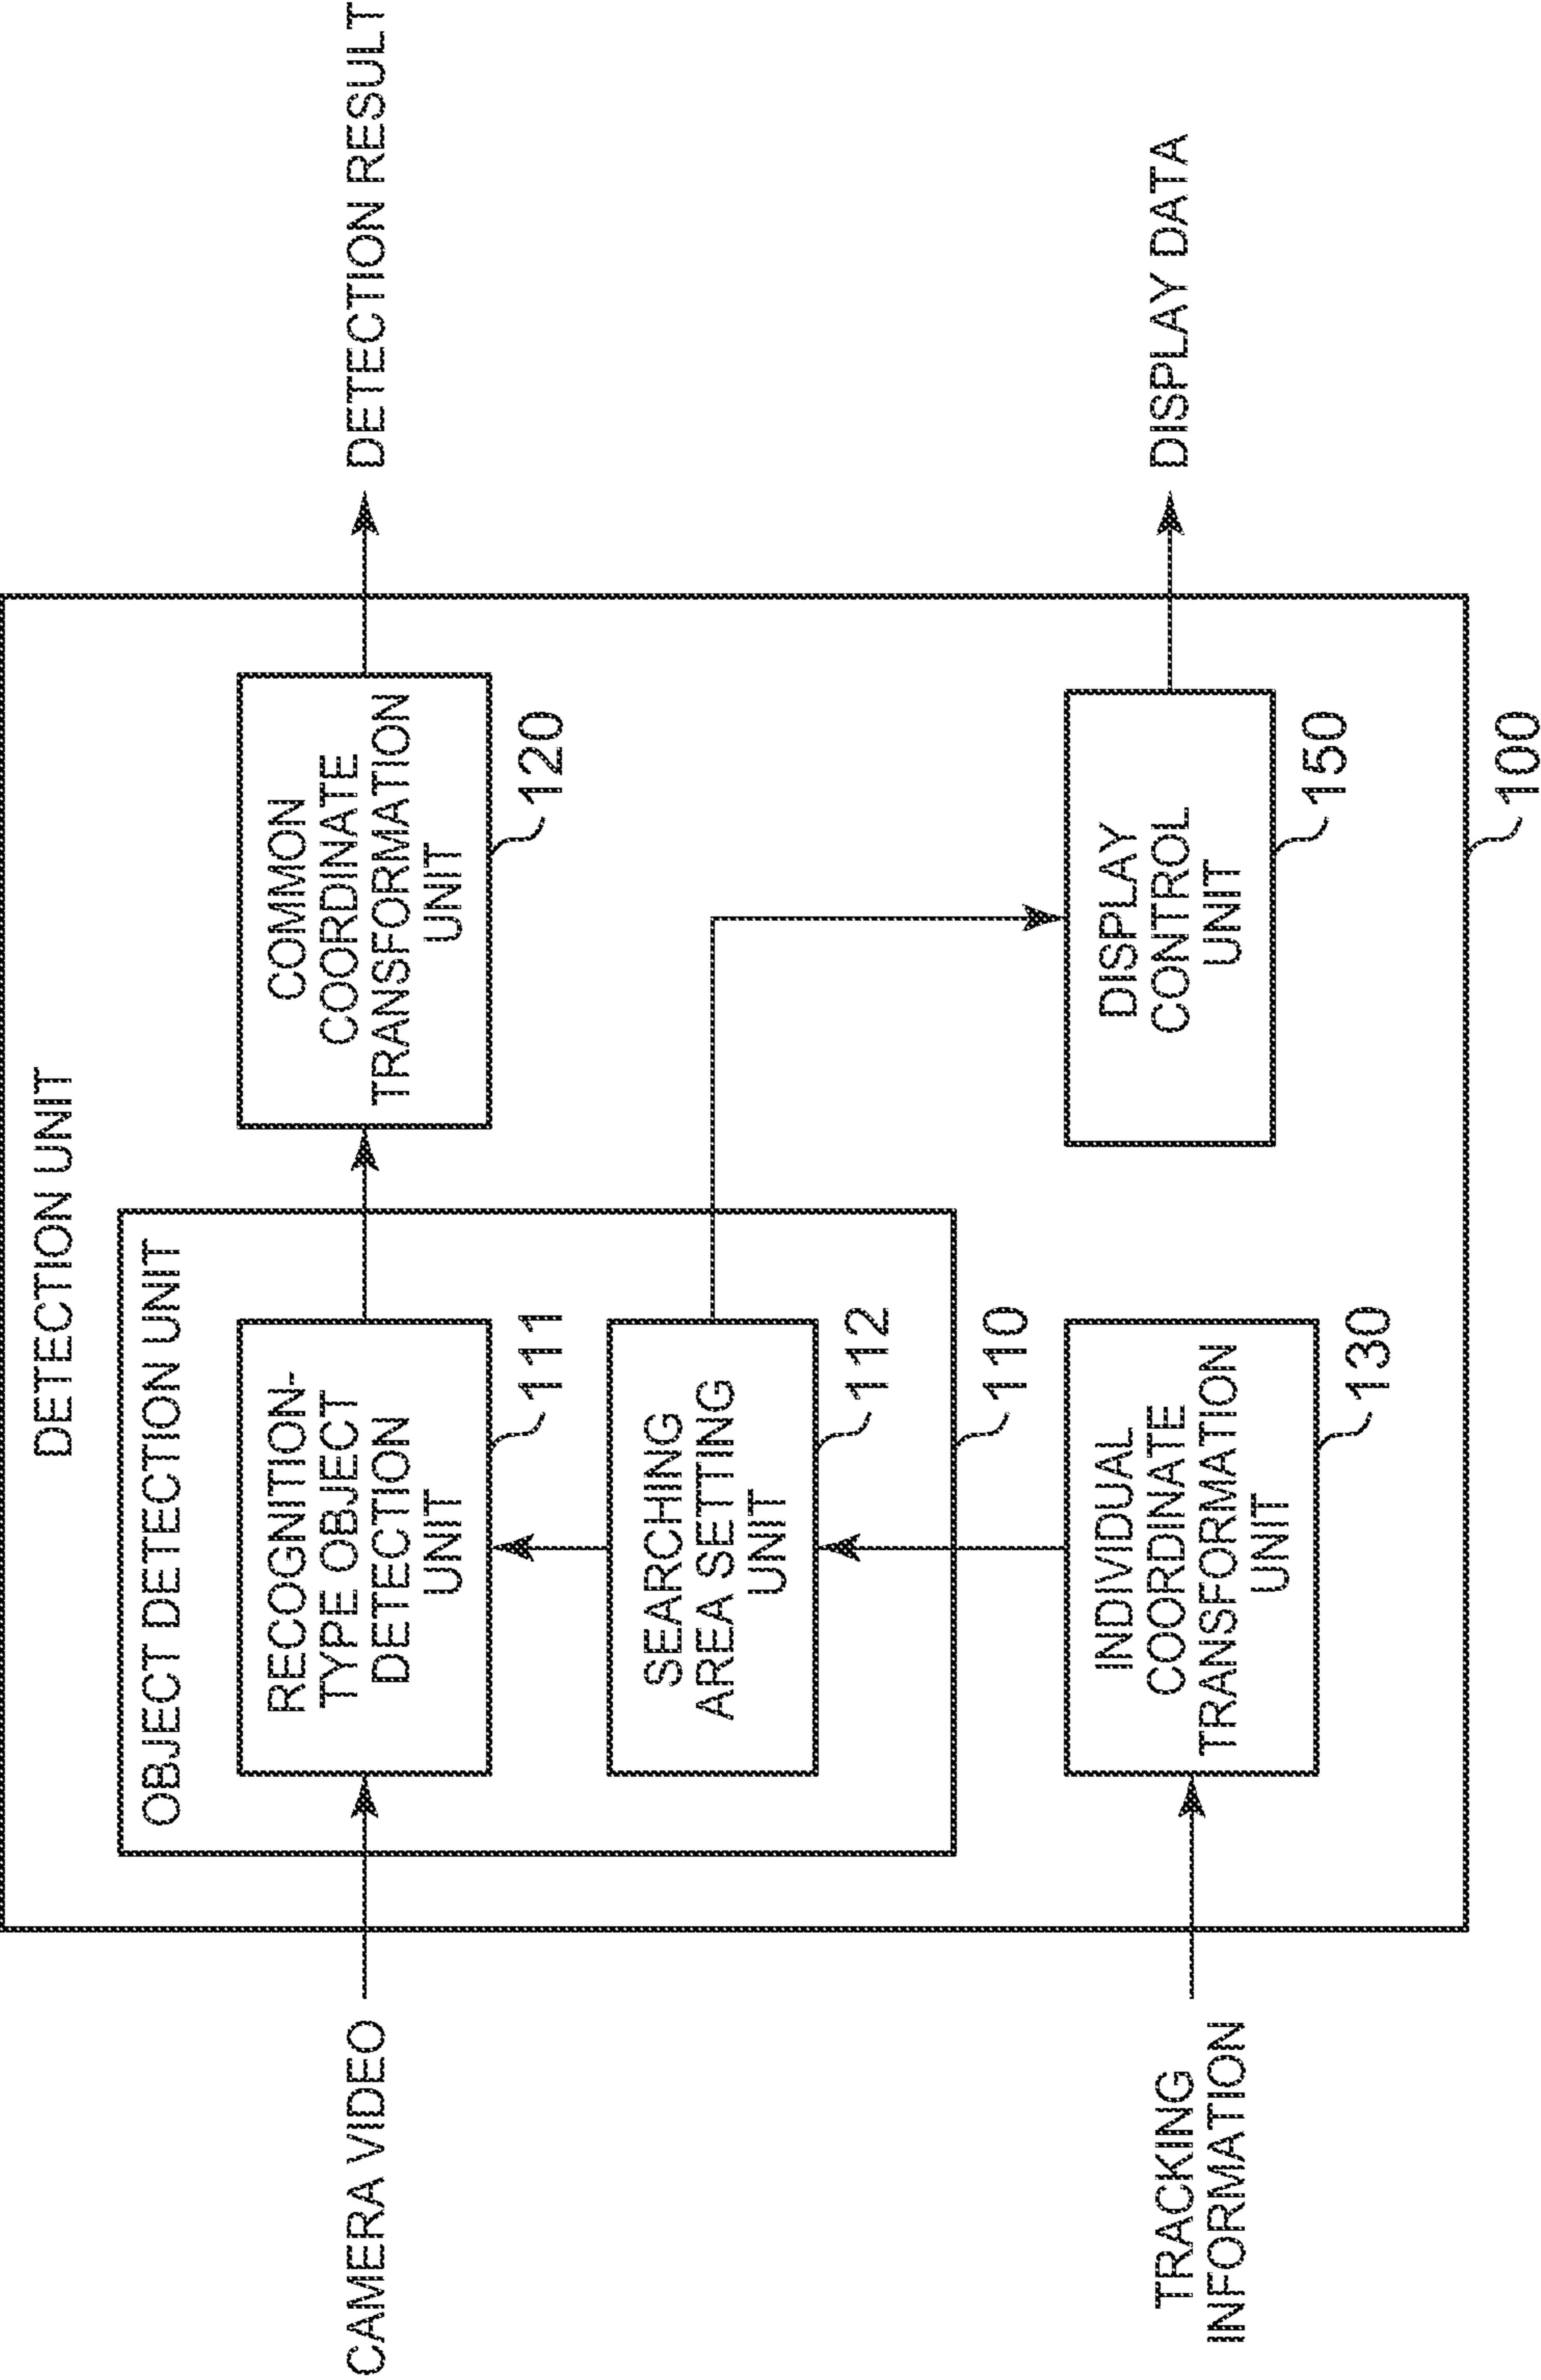 DETECTION UNIT
OBJECT DETECTION UNIT
CAMERA VIDEO
RECOGNITION-
TYPE OBJECT
DETECTION
UNIT
111
COMMON
COORDINATE
TRANSFORMATION
UNIT
120
DETECTION RESULT
SEARCHING
AREA SETTING
UNIT
112
110
TRACKING
INFORMATION
INDIVIDUAL
COORDINATE
TRANSFORMATION
UNIT
130
DISPLAY
CONTROL
UNIT
150
DISPLAY DATA
100